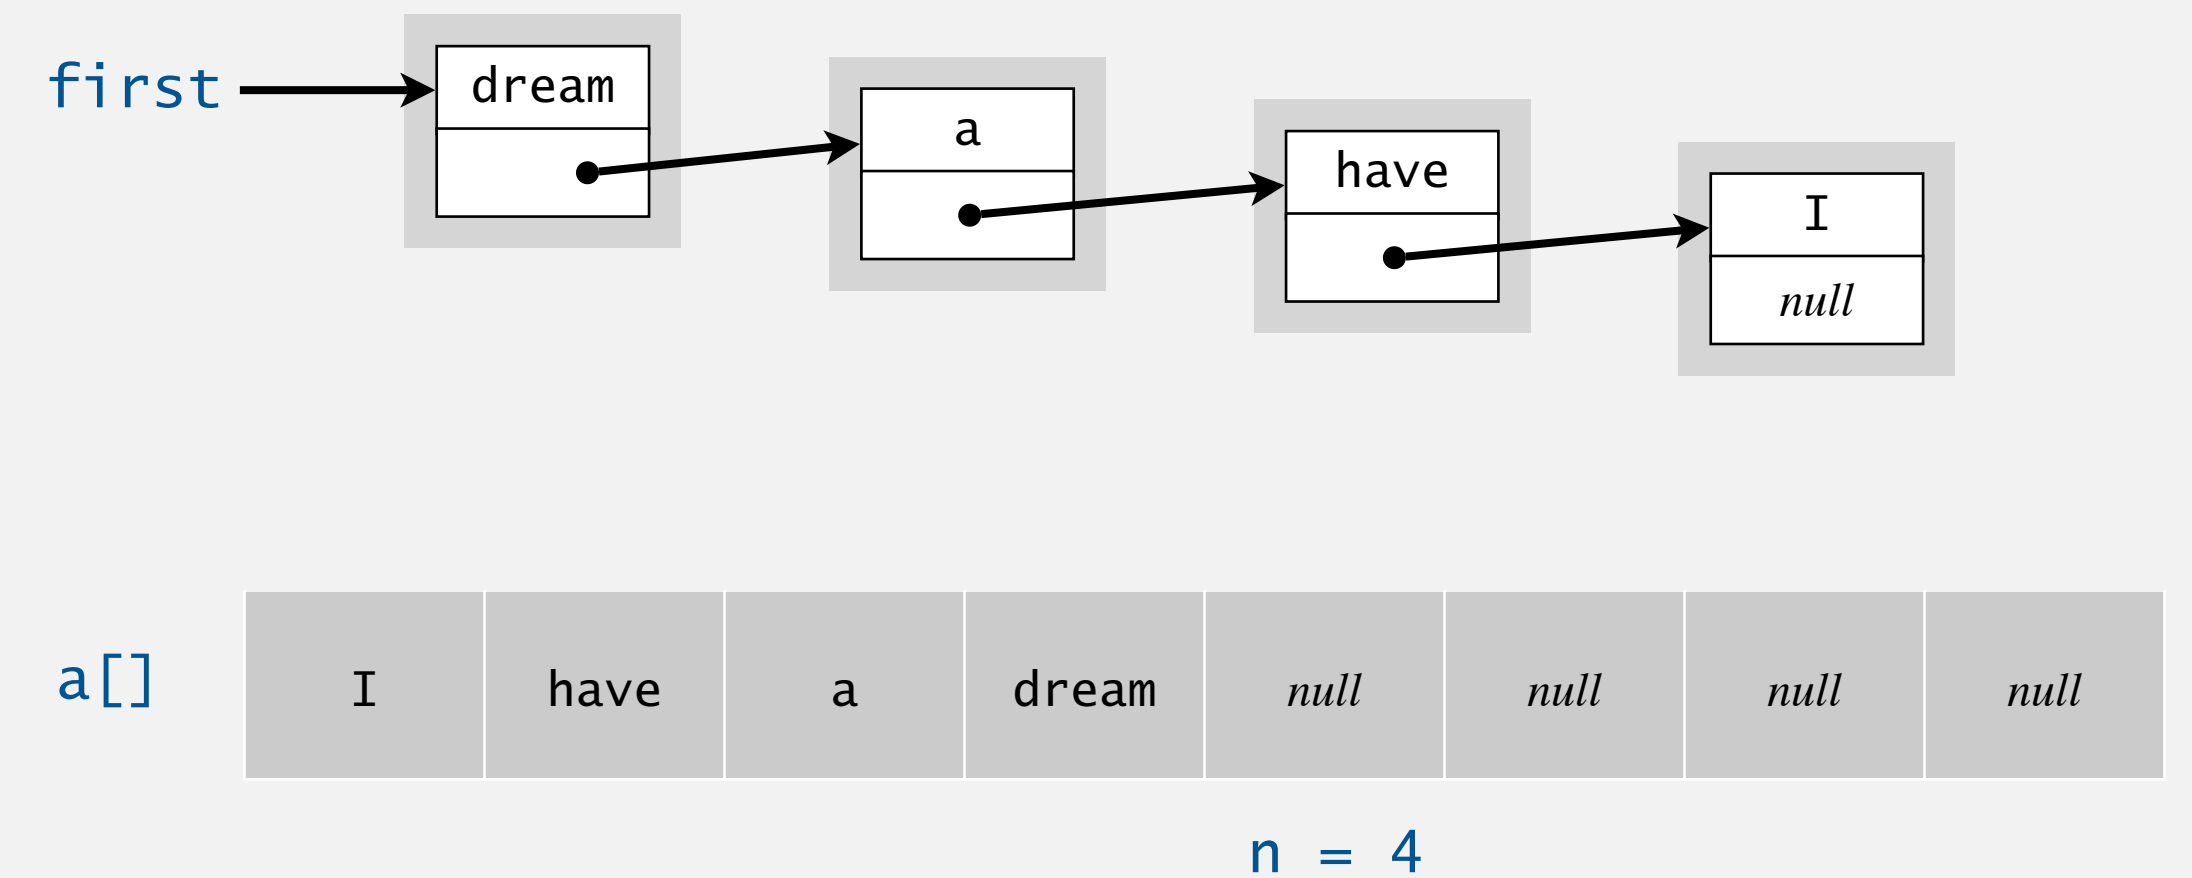 first
dream
a
have
I
null
a[] I have a dream null null null null
n = 4